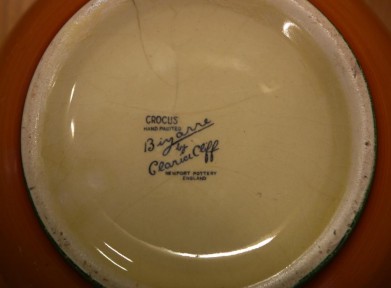 CROCUS
HAND PAINTED
Bizarre
by
Clarice Cliff
NEWPORT POTTERY
ENGLAND